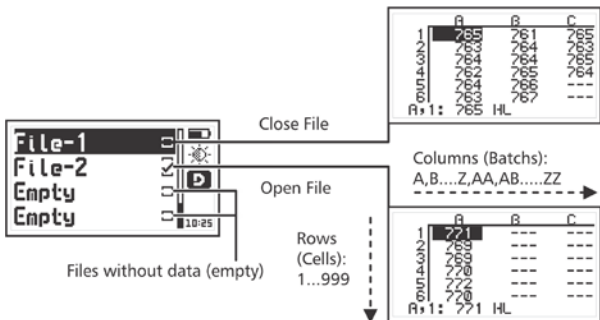 A B C
1 765 761 765
2 763 764 763
3 764 764 765
4 762 765 764
5 764 766 ---
6 763 767 ---
A,1: 765 HL
Close File
File-1
File-2
Empty
Empty
D
10:25
Open File
Columns (Batchs):
A,B....Z,AA,AB.....ZZ
Files without data (empty)
Rows
(Cells):
1...999
A B C
1 771 --- ---
2 769 --- ---
3 769 --- ---
4 770 --- ---
5 772 --- ---
6 770 --- ---
A,1: 771 HL